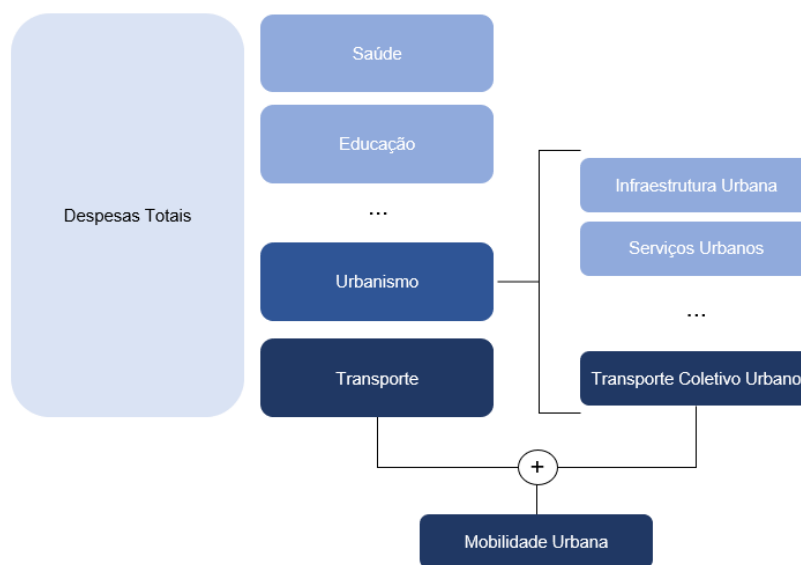 Despesas Totais
Saúde
Educação
...
Urbanismo
Transporte
Infraestrutura Urbana
Serviços Urbanos
...
Transporte Coletivo Urbano
+
Mobilidade Urbana